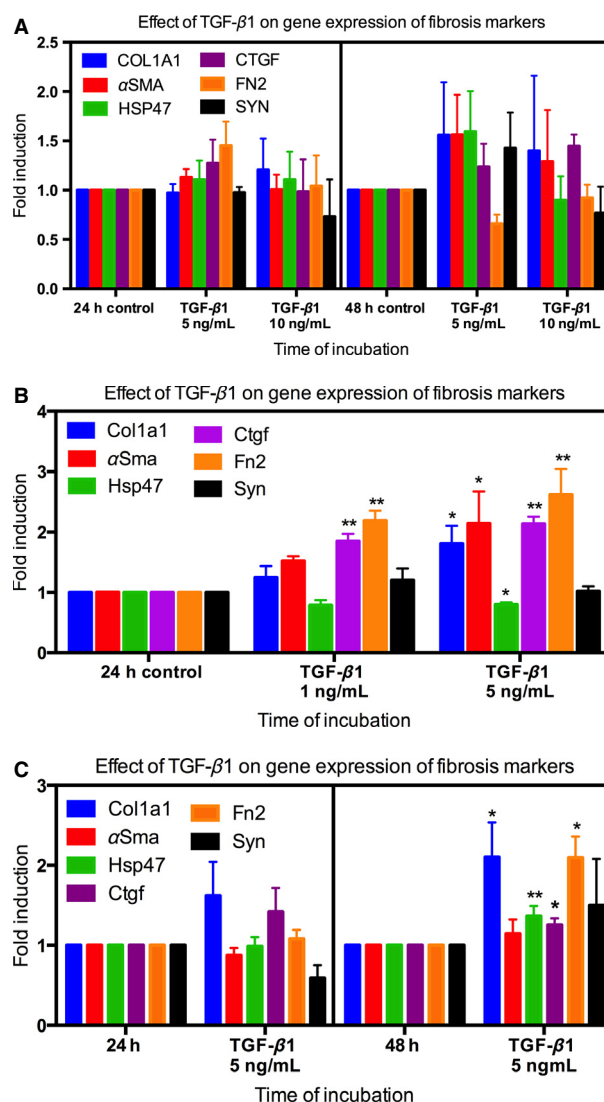 A
Effect of TGF-β1 on gene expression of fibrosis markers
COL1A1
αSMA
HSP47
CTGF
FN2
SYN
Fold induction
2.5
2.0
1.5
1.0
0.5
0.0
24 h control
TGF-β1
5 ng/mL
TGF-β1
10 ng/mL
48 h control
TGF-β1
5 ng/mL
TGF-β1
10 ng/mL
Time of incubation
B
Effect of TGF-β1 on gene expression of fibrosis markers
Col1a1
αSma
Hsp47
Ctgf
Fn2
Syn
Fold induction
4
3
2
1
0
**
**
*
*
*
**
**
24 h control
TGF-β1
1 ng/mL
TGF-β1
5 ng/mL
Time of incubation
C
Effect of TGF-β1 on gene expression of fibrosis markers
Col1a1
αSma
Hsp47
Ctgf
Fn2
Syn
Fold induction
3
2
1
0
*
**
*
*
24 h
TGF-β1
5 ng/mL
48 h
TGF-β1
5 ngmL
Time of incubation